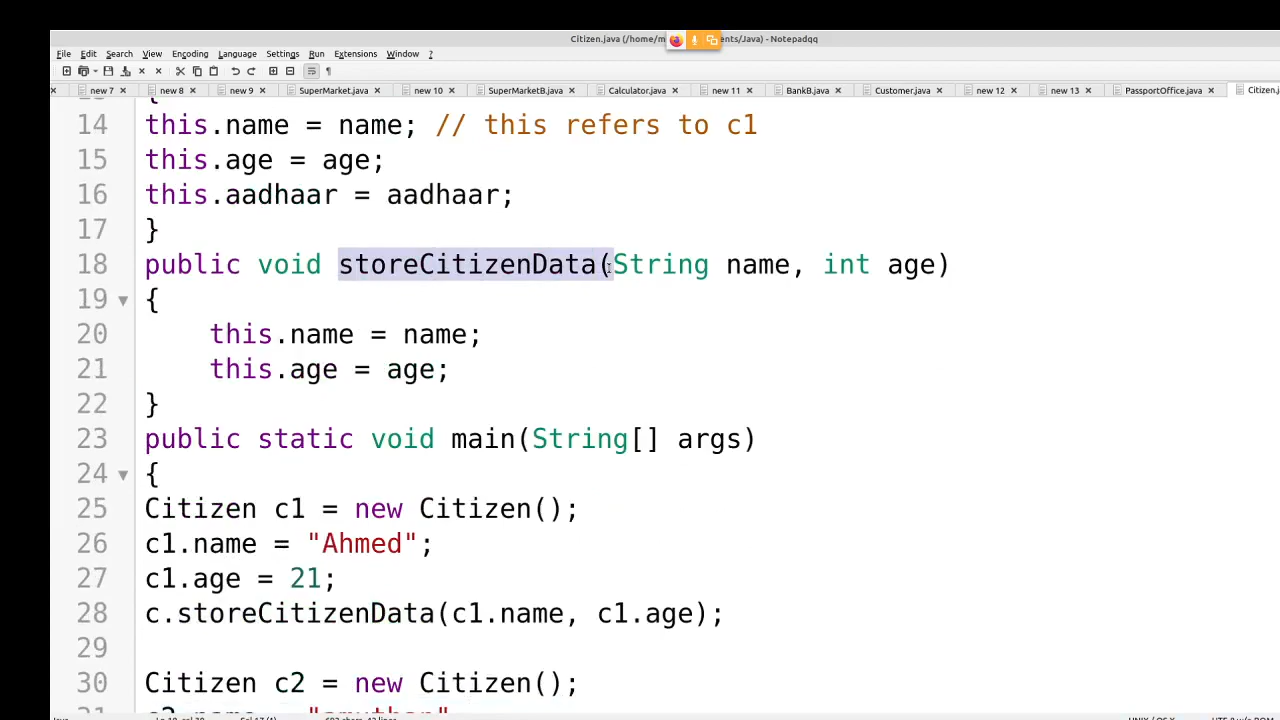 Citizen.java (/home/m ents/Java) - Notepadqq
File Edit Search View Encoding Language Settings Run Extensions Window ?
new 7 new 8 new 9 SuperMarket.java new 10 SuperMarketB.java Calculator.java new 11 BankB.java Customer.java new 12 new 13 PassportOffice.java Citizen.j
14 this.name = name; // this refers to c1
15 this.age = age;
16 this.aadhaar = aadhaar;
17 }
18 public void storeCitizenData(String name, int age)
19 {
20 this.name = name;
21 this.age = age;
22 }
23 public static void main(String[] args)
24 {
25 Citizen c1 = new Citizen();
26 c1.name = "Ahmed";
27 c1.age = 21;
28 c.storeCitizenData(c1.name, c1.age);
29
30 Citizen c2 = new Citizen();